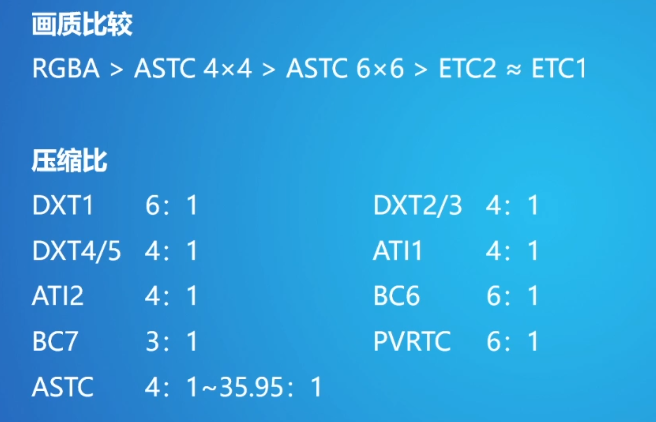 画质比较
RGBA > ASTC 4×4 > ASTC 6×6 > ETC2 ≈ ETC1
压缩比
DXT1 6：1 DXT2/3 4：1
DXT4/5 4：1 ATI1 4：1
ATI2 4：1 BC6 6：1
BC7 3：1 PVRTC 6：1
ASTC 4：1~35.95：1